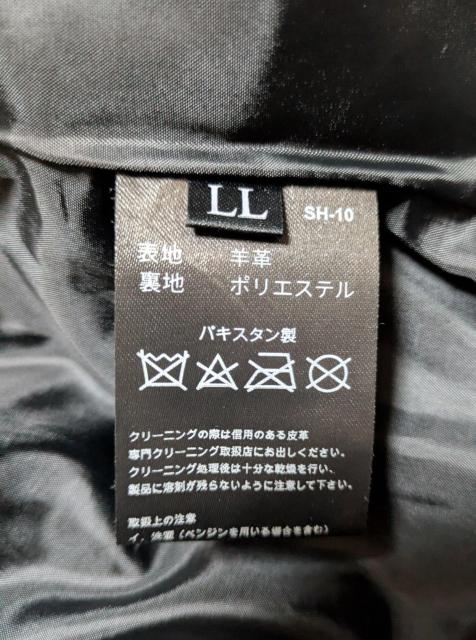 LL
SH-10
表地 羊革
裏地 ポリエステル
パキスタン製
クリーニングの際は信用のある皮革
専門クリーニング取扱店にお出しください。
クリーニング処理後は十分な乾燥を行い、
製品に溶剤が残らないように注意して下さい。
取扱上の注意
イ．洗濯（ベンジンを用いる場合を含む）